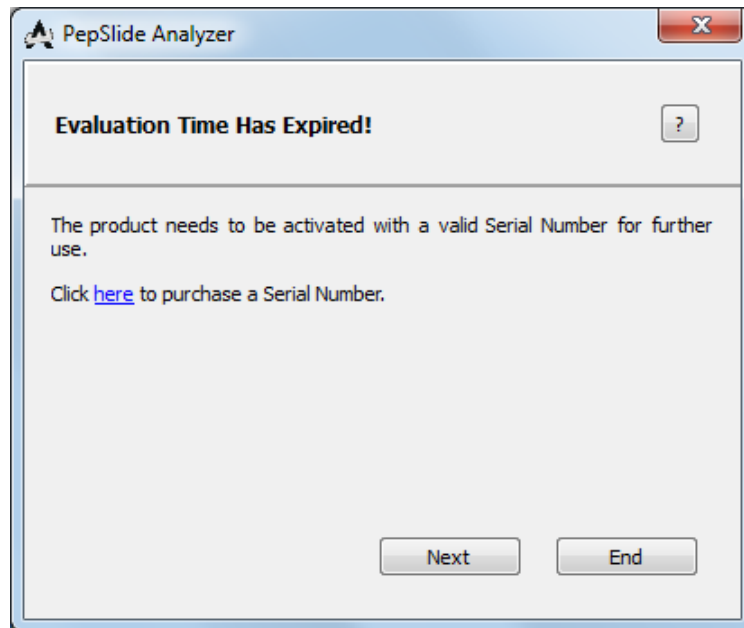 PepSlide Analyzer
X
Evaluation Time Has Expired!
?
The product needs to be activated with a valid Serial Number for further
use.
Click here to purchase a Serial Number.
Next
End